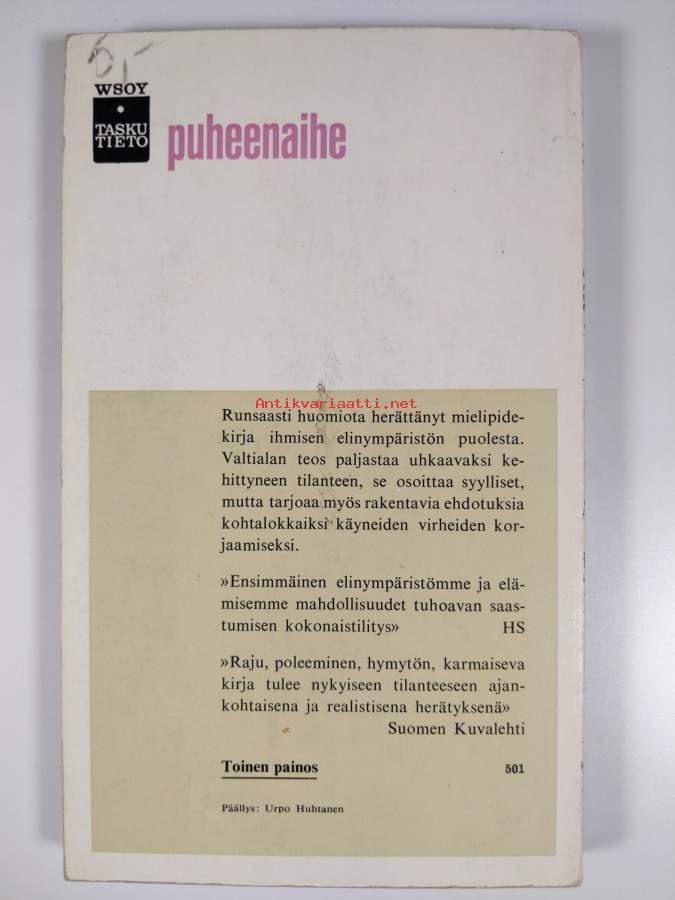 6,-
WSOY
TASKU
TIETO
puheenaihe
Antikvariaatti.net
Runsaasti huomiota herättänyt mielipide-
kirja ihmisen elinympäristön puolesta.
Valtialan teos paljastaa uhkaavaksi ke-
hittyneen tilanteen, se osoittaa syylliset,
mutta tarjoaa myös rakentavia ehdotuksia
kohtalokkaiksi käyneiden virheiden kor-
jaamiseksi.
»Ensimmäinen elinympäristömme ja elä-
misemme mahdollisuudet tuhoavan saas-
tumisen kokonaistilitys» HS
»Raju, poleeminen, hymytön, karmaiseva
kirja tulee nykyiseen tilanteeseen ajan-
kohtaisena ja realistisena herätyksenä»
Suomen Kuvalehti
Toinen painos 501
Päällys: Urpo Huhtanen